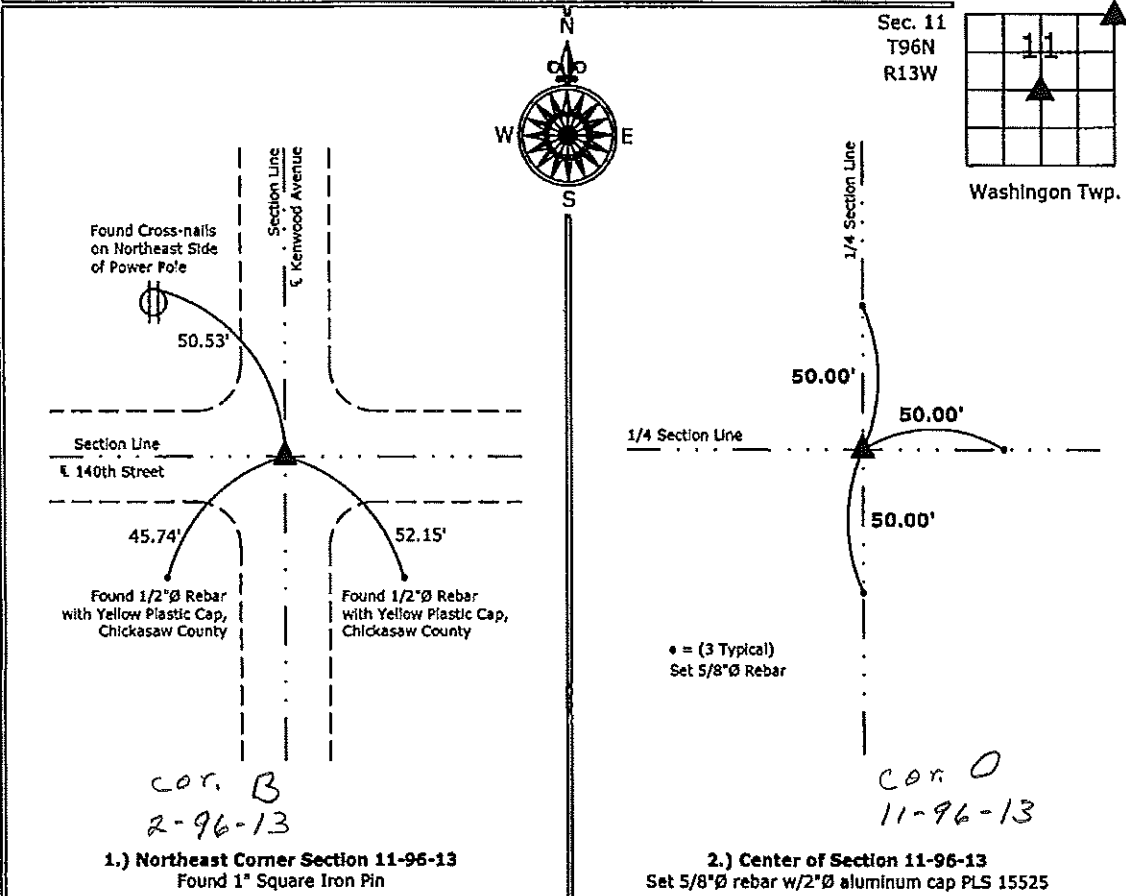 N
W
E
S
Sec. 11
T96N
R13W
11
Washingon Twp.
Section Line
℄ Kenwood Avenue
Found Cross-nails
on Northeast Side
of Power Pole
50.53'
Section Line
℄ 140th Street
45.74'
52.15'
Found 1/2"Ø Rebar
with Yellow Plastic Cap,
Chickasaw County
Found 1/2"Ø Rebar
with Yellow Plastic Cap,
Chickasaw County
cor. B
2-96-13
1.) Northeast Corner Section 11-96-13
Found 1" Square Iron Pin
1/4 Section Line
50.00'
50.00'
1/4 Section Line
50.00'
• = (3 Typical)
Set 5/8"Ø Rebar
cor. O
11-96-13
2.) Center of Section 11-96-13
Set 5/8"Ø rebar w/2"Ø aluminum cap PLS 15525